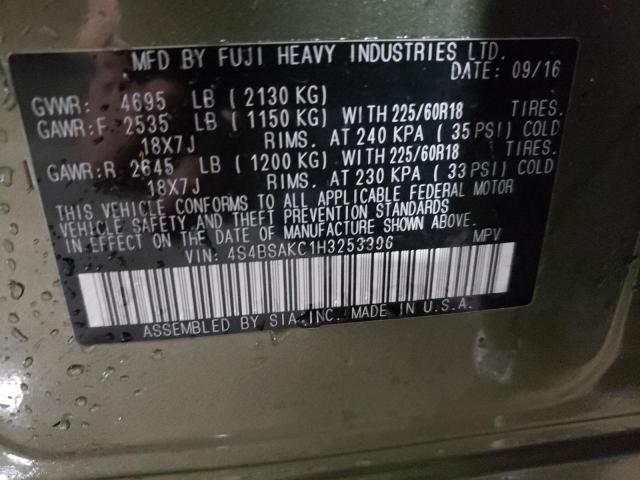 MFD BY FUJI HEAVY INDUSTRIES LTD.
DATE: 09/16
GVWR: 4695 LB ( 2130 KG)
GAWR:F 2535 LB ( 1150 KG) WITH 225/60R18 TIRES.
18X7J RIMS. AT 240 KPA ( 35 PSI) COLD
GAWR:R 2645 LB ( 1200 KG) WITH 225/60R18 TIRES.
18X7J RIMS. AT 230 KPA ( 33 PSI) COLD
THIS VEHICLE CONFORMS TO ALL APPLICABLE FEDERAL MOTOR
VEHICLE SAFETY AND THEFT PREVENTION STANDARDS
IN EFFECT ON THE DATE OF MANUFACTURE SHOWN ABOVE.
VIN: 4S4BSAKC1H3253396 MPV
ASSEMBLED BY SIA, INC. MADE IN U.S.A.